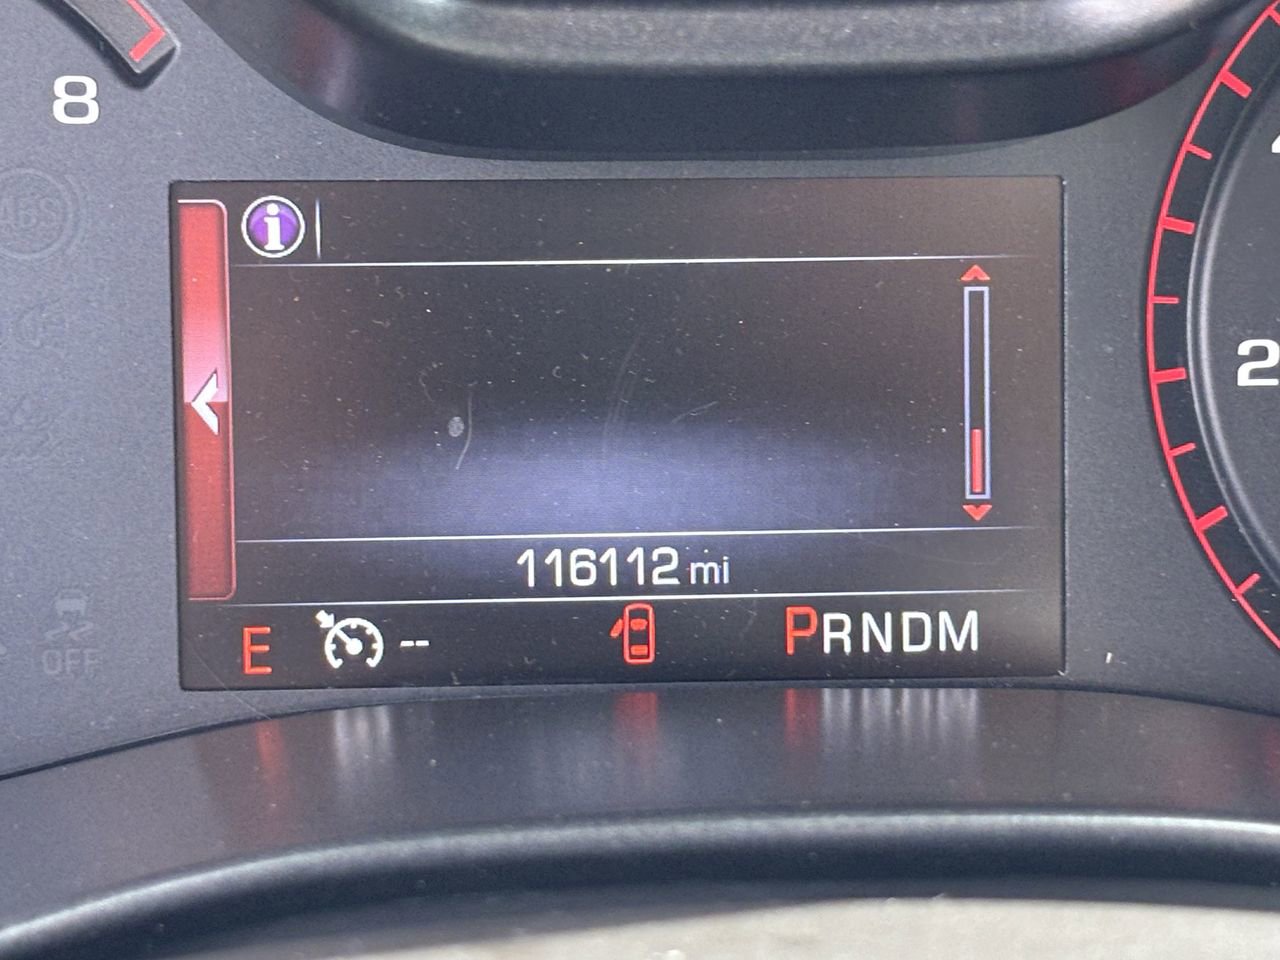 8
ABS
i
2
116112 mi
E -- PRNDM
OFF